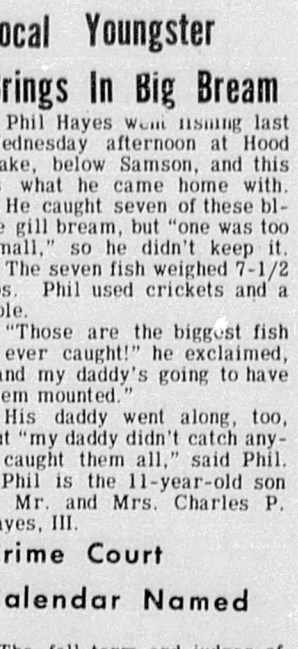 ocal Youngster
rings In Big Bream
Phil Hayes went fishing last
ednesday afternoon at Hood
ake, below Samson, and this
what he came home with.
He caught seven of these bl-
e gill bream, but "one was too
mall," so he didn't keep it.
The seven fish weighed 7-1/2
s. Phil used crickets and a
ole.
"Those are the biggest fish
ever caught!" he exclaimed,
and my daddy's going to have
em mounted."
His daddy went along, too,
t "my daddy didn't catch any-
caught them all," said Phil.
Phil is the 11-year-old son
Mr. and Mrs. Charles P.
ayes, III.
rime Court
alendar Named